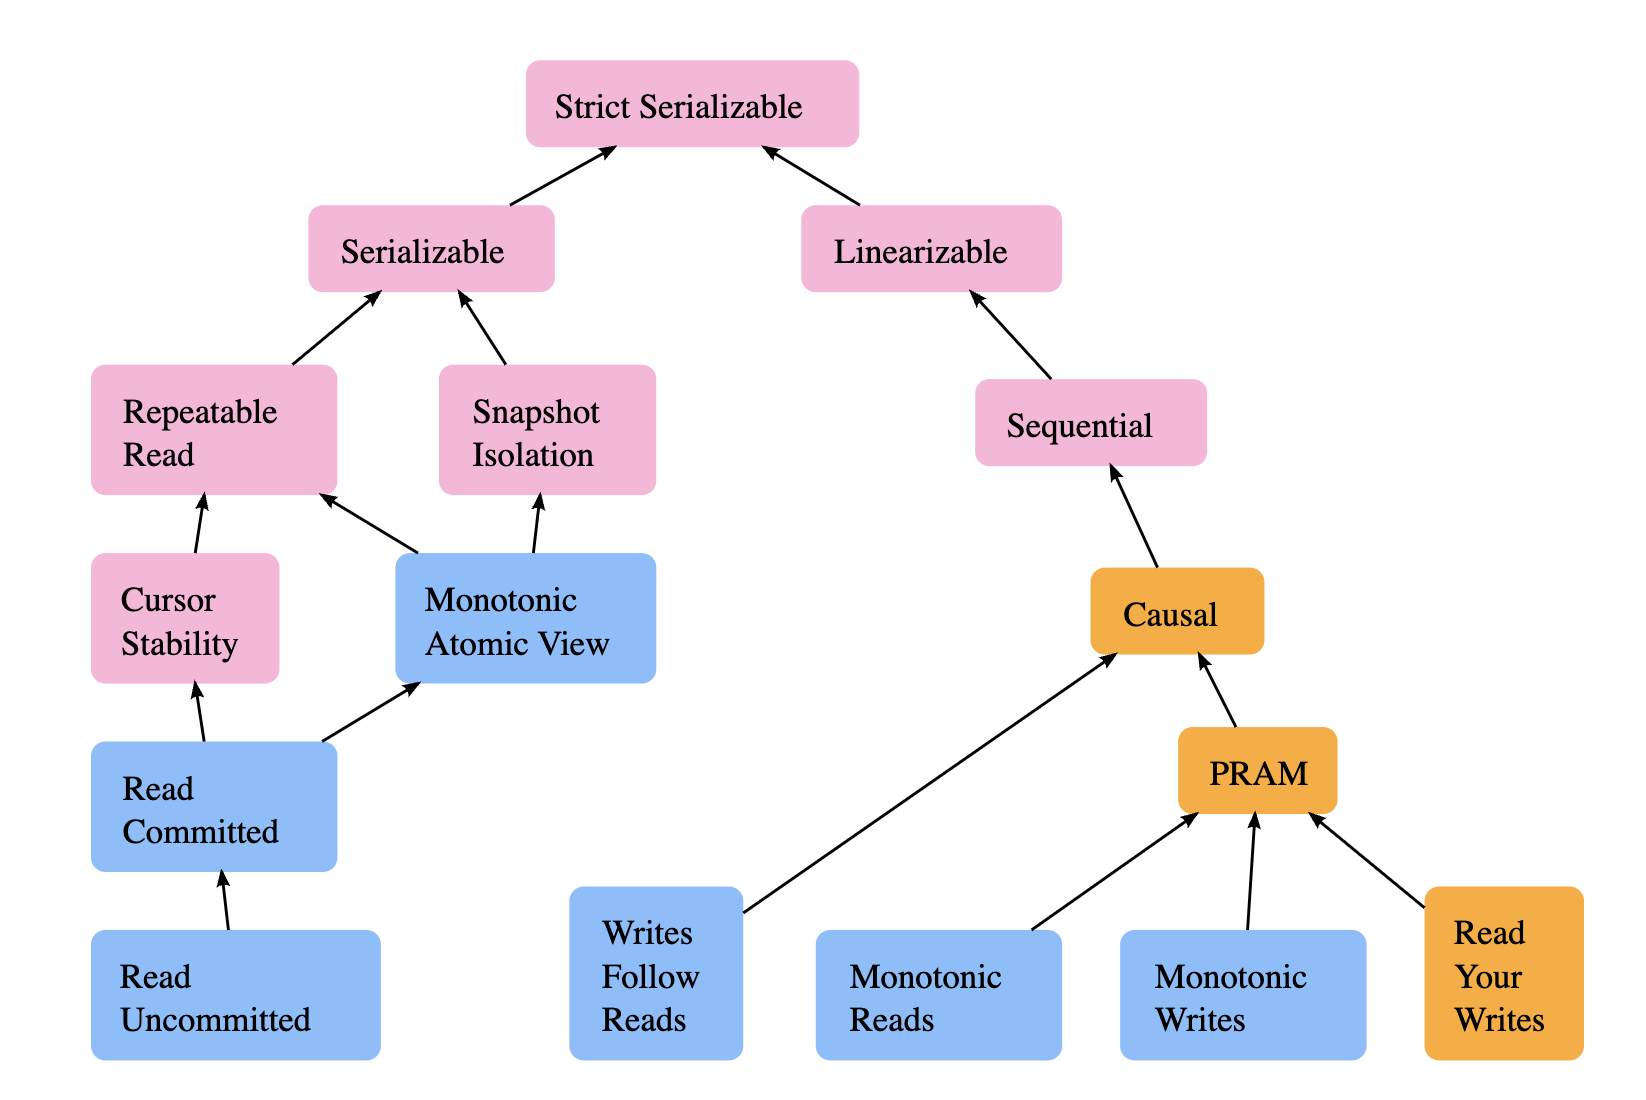 Strict Serializable
Serializable
Linearizable
Repeatable
Read
Snapshot
Isolation
Sequential
Cursor
Stability
Monotonic
Atomic View
Causal
Read
Committed
PRAM
Read
Uncommitted
Writes
Follow
Reads
Monotonic
Reads
Monotonic
Writes
Read
Your
Writes